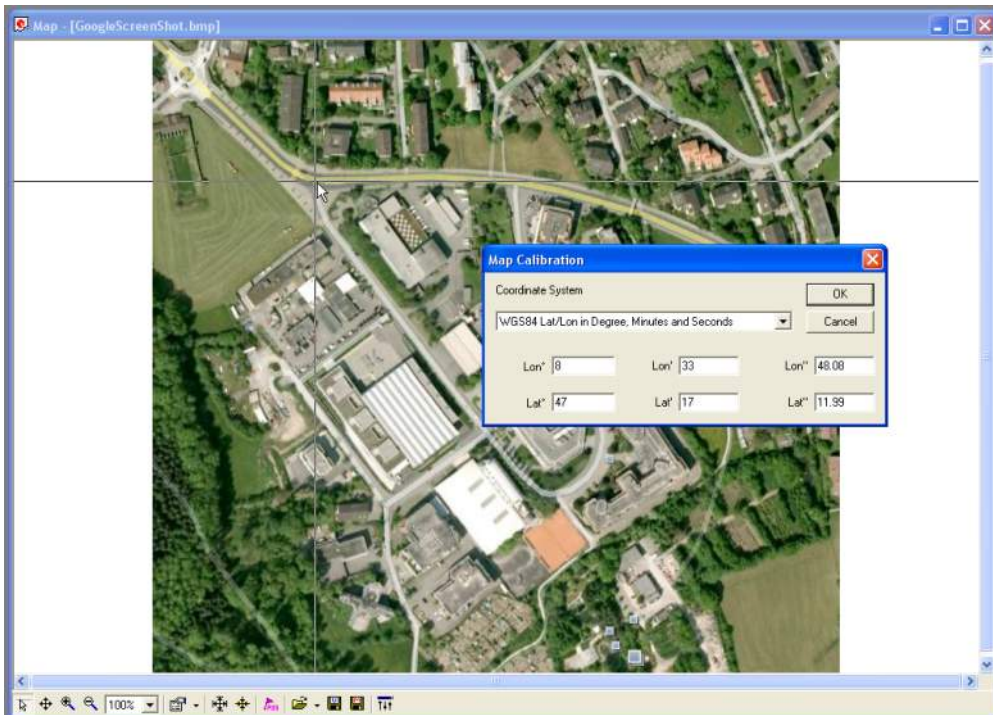 Map - [GoogleScreenShot.bmp]
Map Calibration
Coordinate System
OK
WGS84 Lat/Lon in Degree, Minutes and Seconds
Cancel
Lon° 8 Lon' 33 Lon'' 48.08
Lat° 47 Lat' 17 Lat'' 11.99
100%